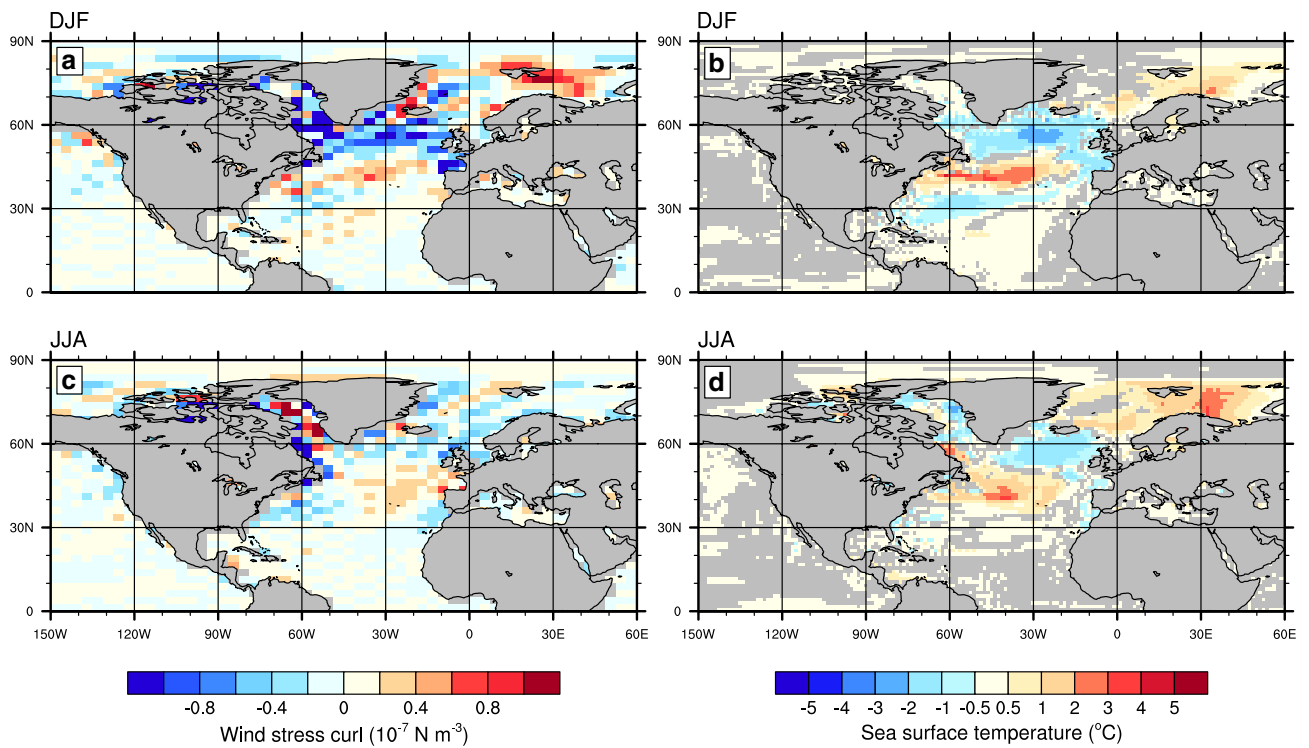 DJF
DJF
90N
a
60N
30N
0
90N
b
60N
30N
0
JJA
JJA
90N
c
60N
30N
0
90N
d
60N
30N
0
150W 120W 90W 60W 30W 0 30E 60E
150W 120W 90W 60W 30W 0 30E 60E
-0.8 -0.4 0 0.4 0.8
-5 -4 -3 -2 -1 -0.5 0.5 1 2 3 4 5
Wind stress curl (10⁻⁷ N m⁻³)
Sea surface temperature (°C)